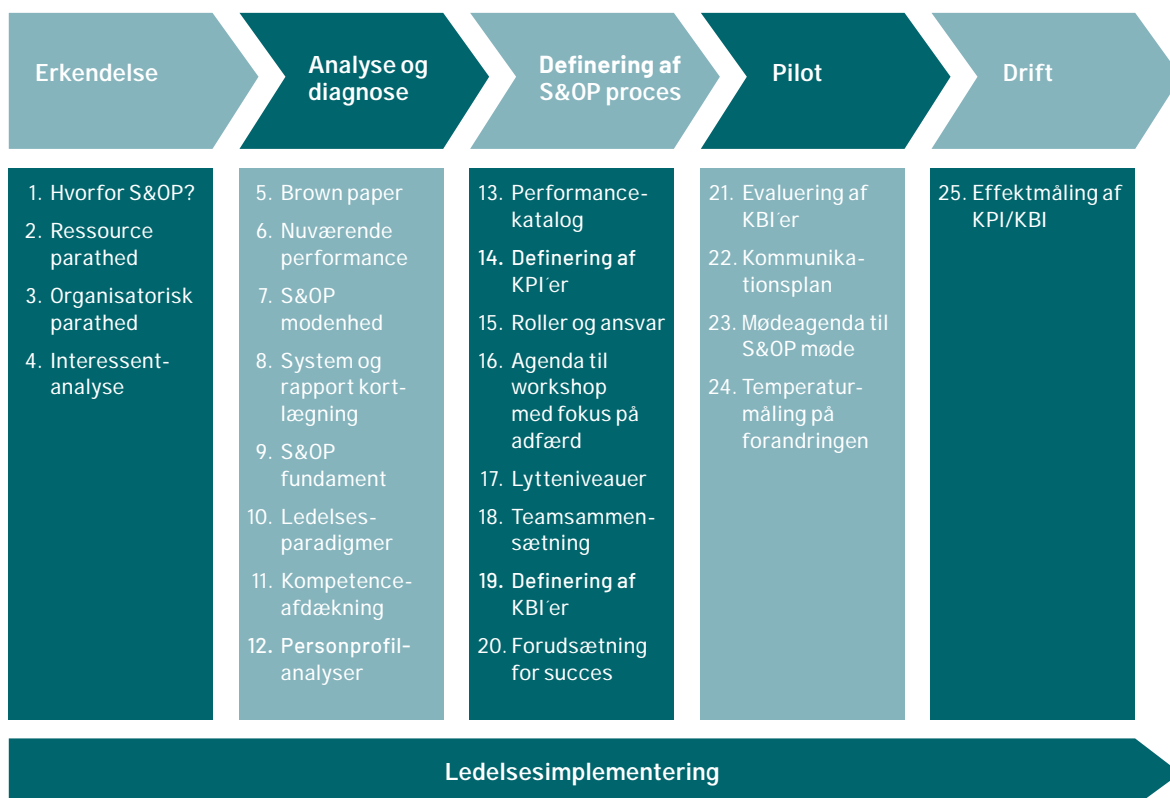 Erkendelse
Analyse og
diagnose
Definering af
S&OP proces
Pilot
Drift
1. Hvorfor S&OP?
2. Ressource
parathed
3. Organisatorisk
parathed
4. Interessent-
analyse
5. Brown paper
6. Nuværende
performance
7. S&OP
modenhed
8. System og
rapport kort-
lægning
9. S&OP
fundament
10. Ledelses-
paradigmer
11. Kompetence-
afdækning
12. Personprofil-
analyser
13. Performance-
katalog
14. Definering af
KPI´er
15. Roller og ansvar
16. Agenda til
workshop
med fokus på
adfærd
17. Lytteniveauer
18. Teamsammen-
sætning
19. Definering af
KBI´er
20. Forudsætning
for succes
21. Evaluering af
KBI´er
22. Kommunika-
tionsplan
23. Mødeagenda til
S&OP møde
24. Temperatur-
måling på
forandringen
25. Effektmåling af
KPI/KBI
Ledelsesimplementering